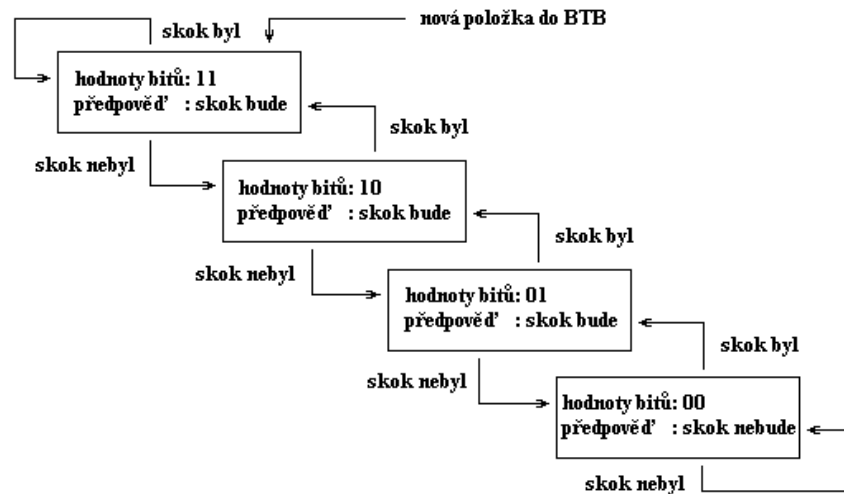 nová položka do BTB
skok byl
hodnoty bitů: 11
předpověď : skok bude
skok byl
skok nebyl
hodnoty bitů: 10
předpověď : skok bude
skok byl
skok nebyl
hodnoty bitů: 01
předpověď : skok bude
skok byl
skok nebyl
hodnoty bitů: 00
předpověď : skok nebude
skok nebyl